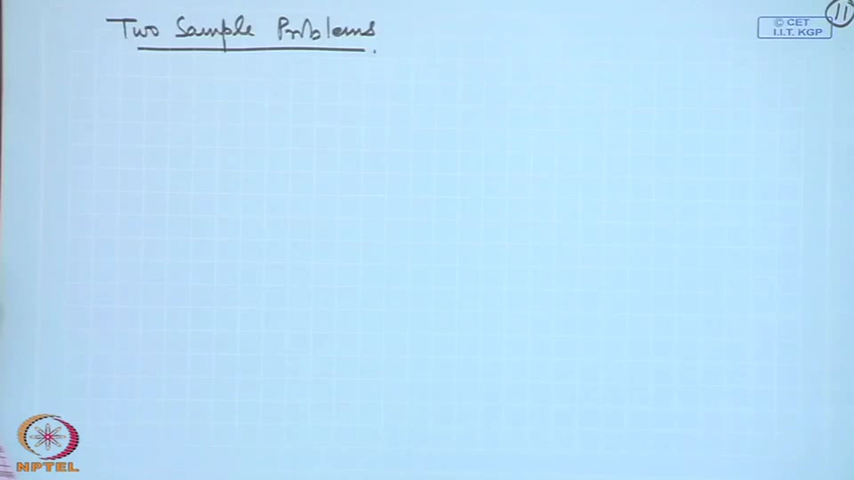 Two Sample Problems
© CET
I.I.T. KGP
11
NPTEL